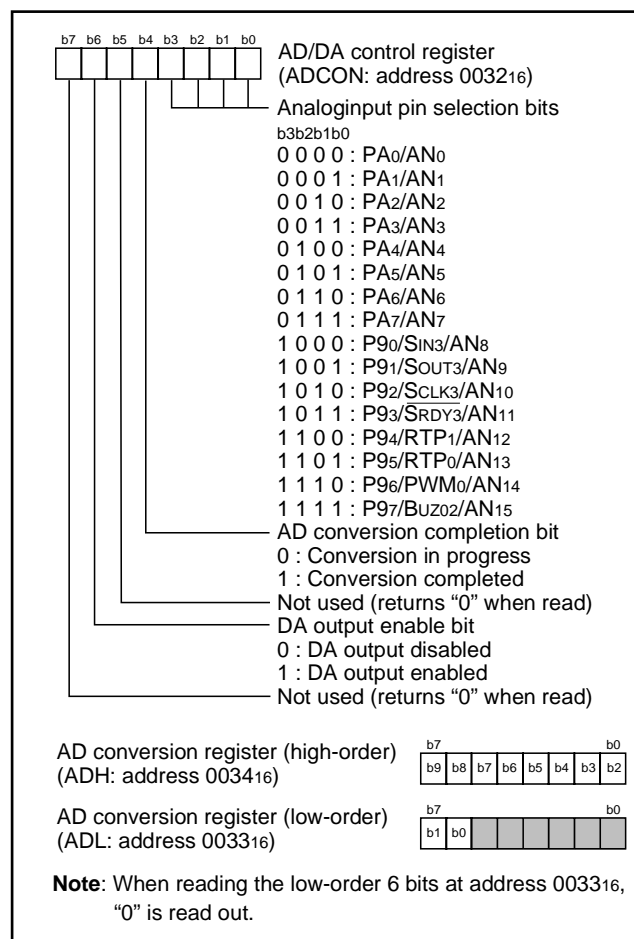 b7 b6 b5 b4 b3 b2 b1 b0
AD/DA control register
(ADCON: address 003216)
Analoginput pin selection bits
b3b2b1b0
0 0 0 0 : PA0/AN0
0 0 0 1 : PA1/AN1
0 0 1 0 : PA2/AN2
0 0 1 1 : PA3/AN3
0 1 0 0 : PA4/AN4
0 1 0 1 : PA5/AN5
0 1 1 0 : PA6/AN6
0 1 1 1 : PA7/AN7
1 0 0 0 : P90/SIN3/AN8
1 0 0 1 : P91/SOUT3/AN9
1 0 1 0 : P92/SCLK3/AN10
1 0 1 1 : P93/SRDY3/AN11
1 1 0 0 : P94/RTP1/AN12
1 1 0 1 : P95/RTP0/AN13
1 1 1 0 : P96/PWM0/AN14
1 1 1 1 : P97/BUZ02/AN15
AD conversion completion bit
0 : Conversion in progress
1 : Conversion completed
Not used (returns “0” when read)
DA output enable bit
0 : DA output disabled
1 : DA output enabled
Not used (returns “0” when read)
AD conversion register (high-order)
(ADH: address 003416)
b7 b0
b9 b8 b7 b6 b5 b4 b3 b2
AD conversion register (low-order)
(ADL: address 003316)
b7 b0
b1 b0
Note: When reading the low-order 6 bits at address 003316,
“0” is read out.